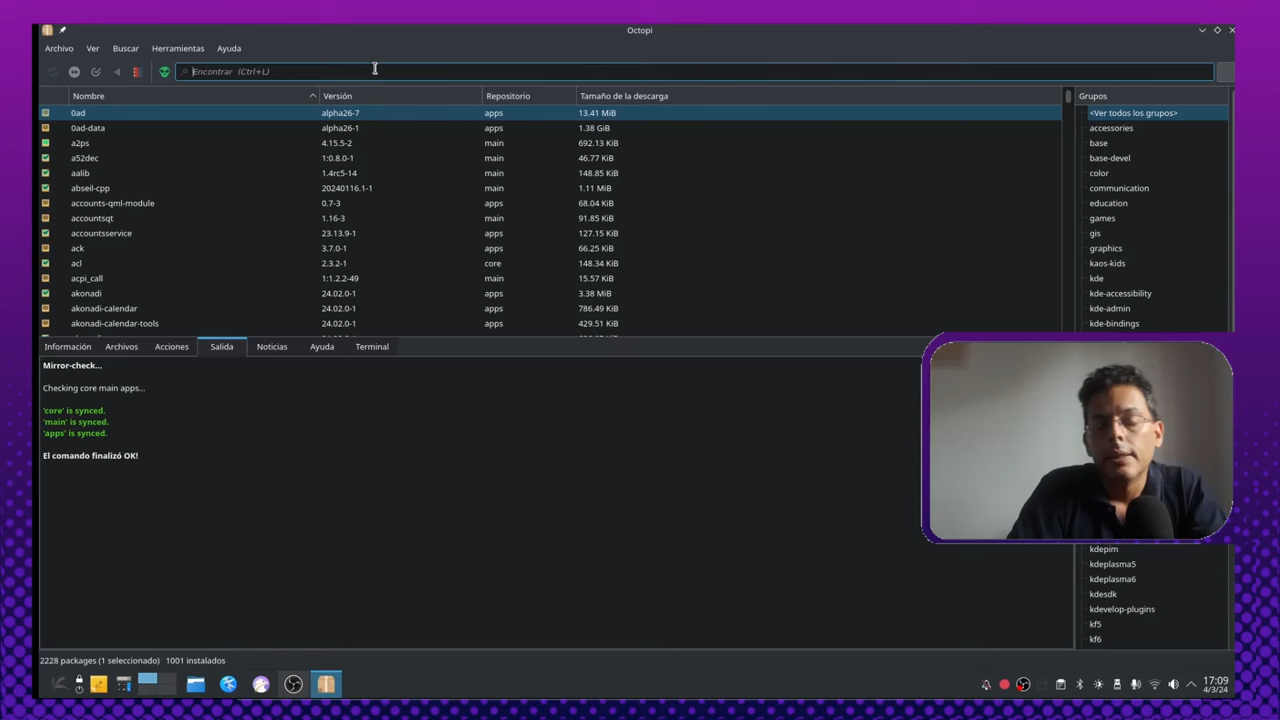 Octopi
Archivo Ver Buscar Herramientas Ayuda
Encontrar (Ctrl+L)
Nombre Versión Repositorio Tamaño de la descarga
0ad alpha26-7 apps 13.41 MiB
0ad-data alpha26-1 apps 1.38 GiB
a2ps 4.15.5-2 main 692.13 KiB
a52dec 1:0.8.0-1 main 46.77 KiB
aalib 1.4rc5-14 main 148.85 KiB
abseil-cpp 20240116.1-1 main 1.11 MiB
accounts-qml-module 0.7-3 apps 68.04 KiB
accountsqt 1.16-3 main 91.85 KiB
accountsservice 23.13.9-1 apps 127.15 KiB
ack 3.7.0-1 apps 66.25 KiB
acl 2.3.2-1 core 148.34 KiB
acpi_call 1:1.2.2-49 main 15.57 KiB
akonadi 24.02.0-1 apps 3.38 MiB
akonadi-calendar 24.02.0-1 apps 786.49 KiB
akonadi-calendar-tools 24.02.0-1 apps 429.51 KiB
Grupos
<Ver todos los grupos>
accessories
base
base-devel
color
communication
education
games
gis
graphics
kaos-kids
kde
kde-accessibility
kde-admin
kde-bindings
kdepim
kdeplasma5
kdeplasma6
kdesdk
kdevelop-plugins
kf5
kf6
Información Archivos Acciones Salida Noticias Ayuda Terminal
Mirror-check...
Checking core main apps...
'core' is synced.
'main' is synced.
'apps' is synced.
El comando finalizó OK!
2228 packages (1 seleccionado) 1001 instalados
17:09
4/3/24